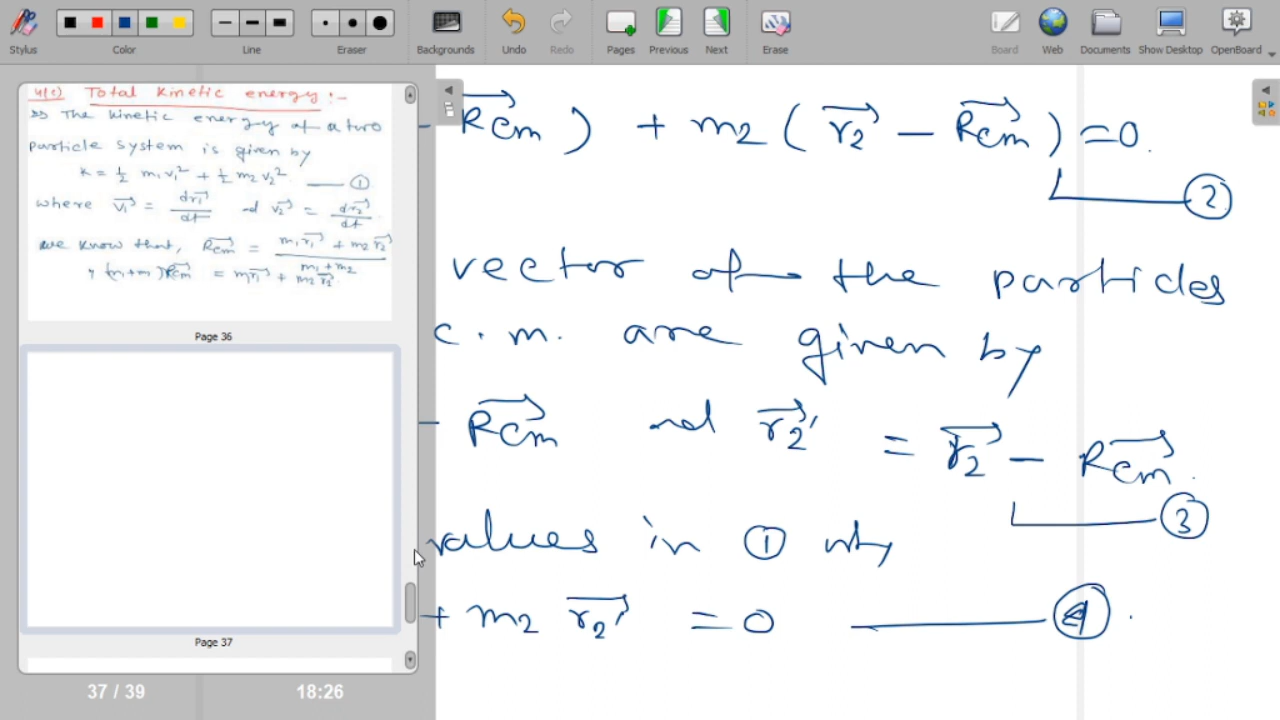 Stylus Color Line Eraser Backgrounds Undo Redo Pages Previous Next Erase Board Web Documents Show Desktop OpenBoard
4(c) Total Kinetic energy :-
The kinetic energy of a two
particle system is given by
K = 1/2 m₁v₁² + 1/2 m₂v₂². —— ①
where v₁⃗ = dr₁⃗/dt nd v₂⃗ = dr₂⃗/dt.
we know that, Rcm⃗ = (m₁r₁⃗ + m₂r₂⃗)/(m₁ + m₂)
(m₁+m₂)Rcm⃗ = m₁r₁⃗ + m₂r₂⃗.
Page 36
Page 37
37 / 39 18:26
- Rcm⃗ ) + m₂ ( r₂⃗ - Rcm⃗ ) = 0.
②
vector of the particles
c.m. are given by
- Rcm⃗ nd r₂⃗' = r₂⃗ - Rcm⃗.
③
values in ①
+ m₂ r₂⃗' = 0 —— ④.